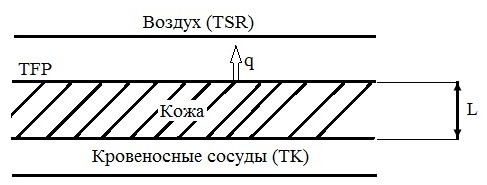 Воздух (TSR)
q
TFP
Кожа
L
Кровеносные сосуды (TK)